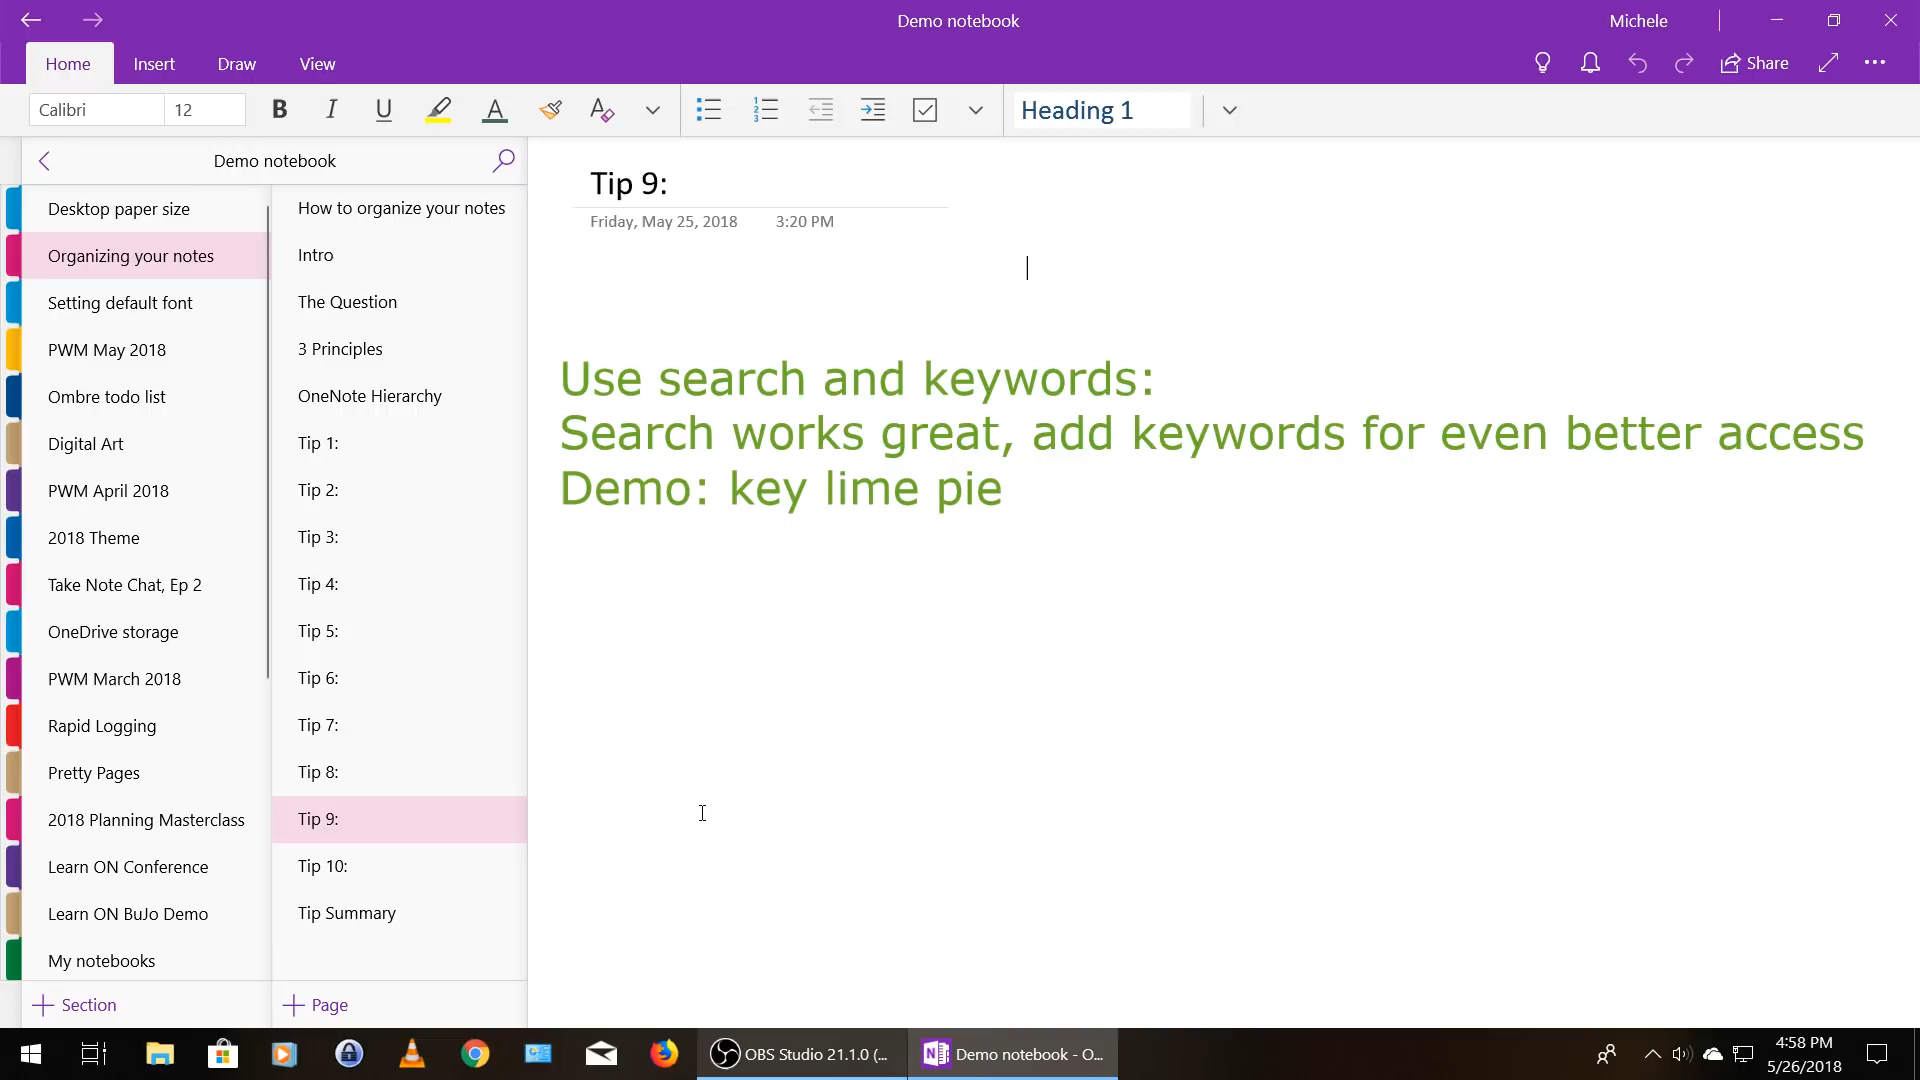 Demo notebook
Michele
Home
Insert
Draw
View
Share
Calibri
12
B
I
U
A
A
Heading 1
Demo notebook
Desktop paper size
Organizing your notes
Setting default font
PWM May 2018
Ombre todo list
Digital Art
PWM April 2018
2018 Theme
Take Note Chat, Ep 2
OneDrive storage
PWM March 2018
Rapid Logging
Pretty Pages
2018 Planning Masterclass
Learn ON Conference
Learn ON BuJo Demo
My notebooks
Section
How to organize your notes
Intro
The Question
3 Principles
OneNote Hierarchy
Tip 1:
Tip 2:
Tip 3:
Tip 4:
Tip 5:
Tip 6:
Tip 7:
Tip 8:
Tip 9:
Tip 10:
Tip Summary
Page
Tip 9:
Friday, May 25, 2018 3:20 PM
Use search and keywords:
Search works great, add keywords for even better access
Demo: key lime pie
OBS Studio 21.1.0 (...
Demo notebook - O...
4:58 PM
5/26/2018